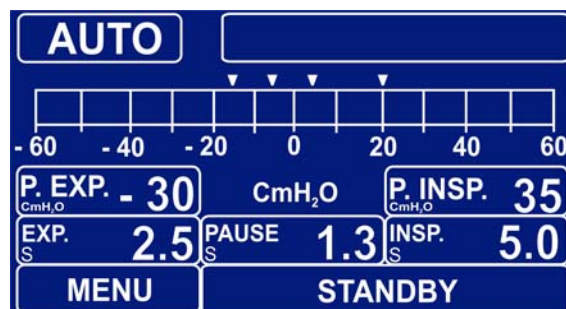 AUTO
- 60 - 40 - 20 0 20 40 60
P. EXP. - 30 CmH₂O P. INSP. 35
CmH₂O CmH₂O
EXP. 2.5 PAUSE 1.3 INSP. 5.0
S S S
MENU STANDBY